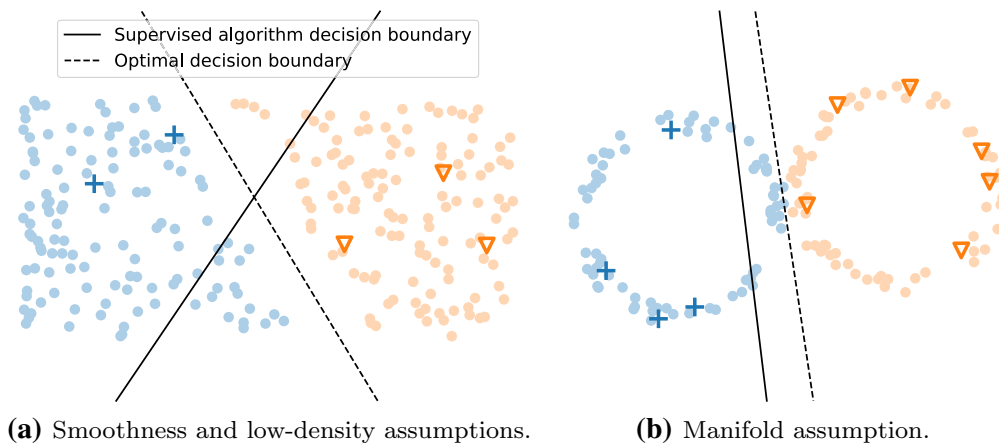 Supervised algorithm decision boundary
Optimal decision boundary
(a) Smoothness and low-density assumptions.
(b) Manifold assumption.